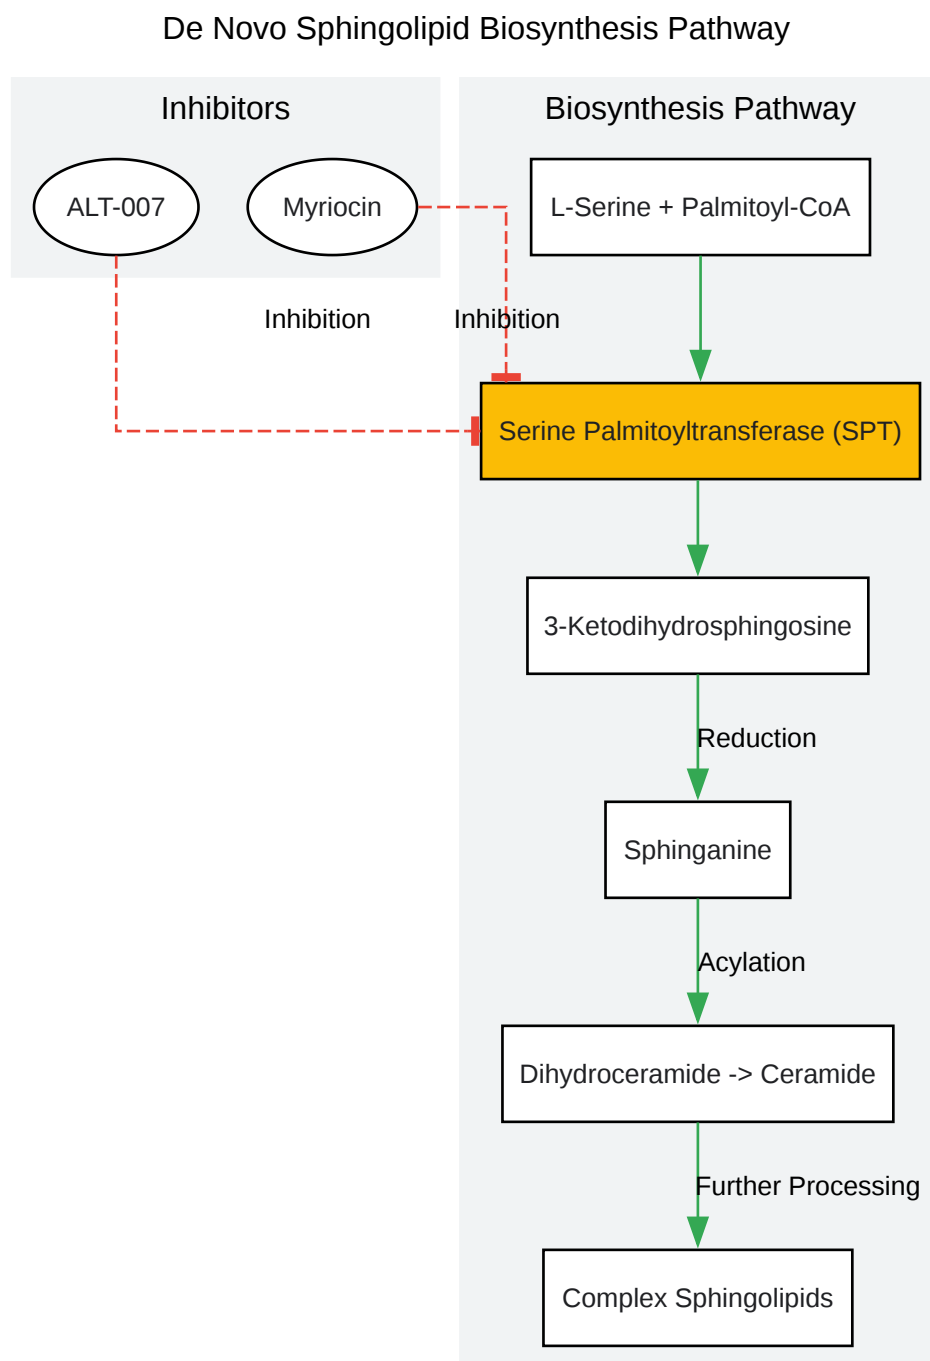 De Novo Sphingolipid Biosynthesis Pathway
Inhibitors
Biosynthesis Pathway
ALT-007
Myriocin
L-Serine + Palmitoyl-CoA
Inhibition
Inhibition
Serine Palmitoyltransferase (SPT)
3-Ketodihydrosphingosine
Reduction
Sphinganine
Acylation
Dihydroceramide -> Ceramide
Further Processing
Complex Sphingolipids